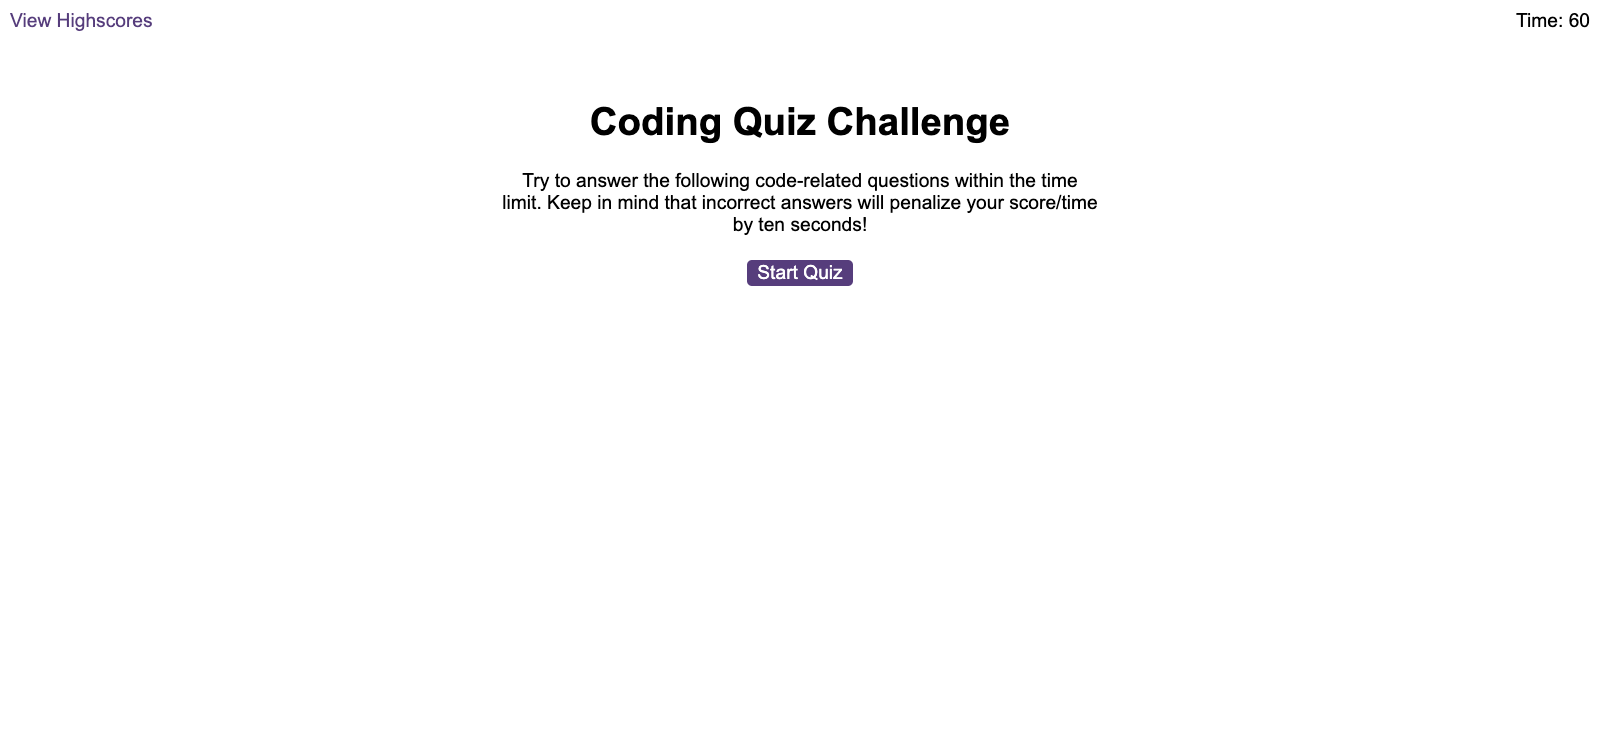 View Highscores
Time: 60
Coding Quiz Challenge
Try to answer the following code-related questions within the time
limit. Keep in mind that incorrect answers will penalize your score/time
by ten seconds!
Start Quiz